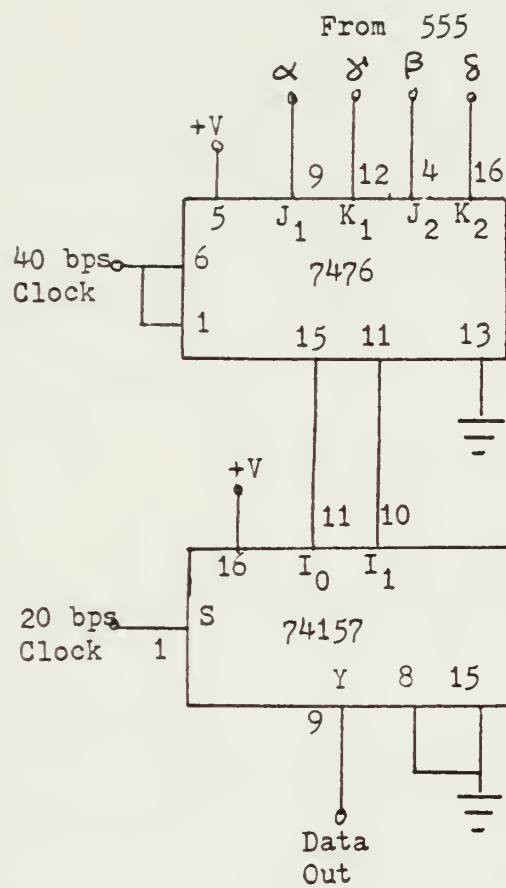 From 555
α γ β δ
+V
9 12 4 16
5 J1 K1 J2 K2
40 bps
Clock
6
7476
1
15 11 13
+V
11 10
16 I0 I1
20 bps
Clock
S
1
74157
Y 8 15
9
Data
Out